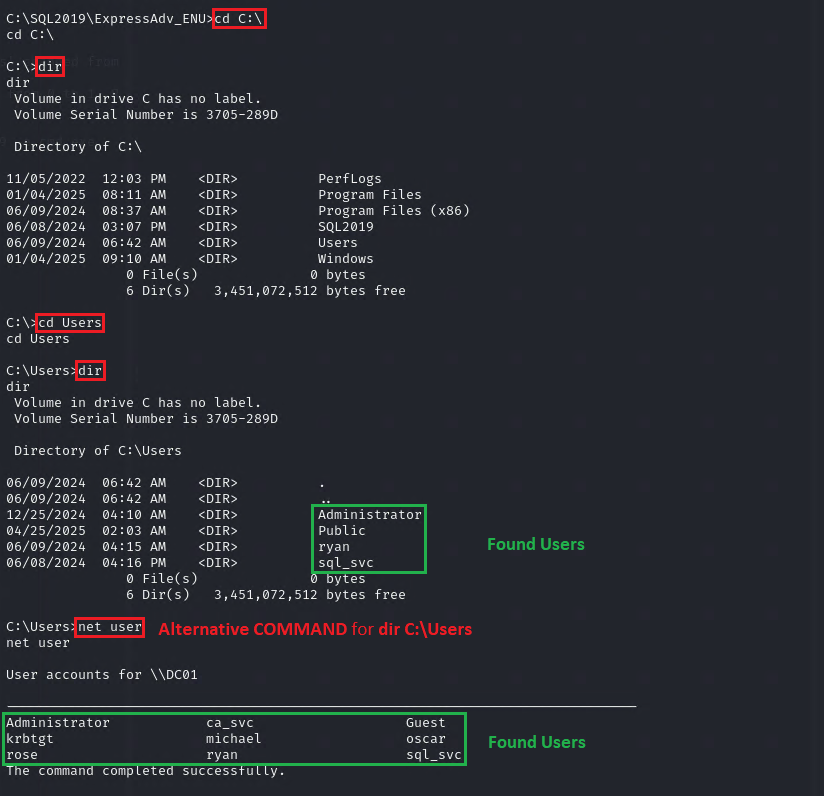 C:\SQL2019\ExpressAdv_ENU>cd C:\
cd C:\
C:\>dir
dir
Volume in drive C has no label.
Volume Serial Number is 3705-289D
Directory of C:\
11/05/2022  12:03 PM    <DIR>          PerfLogs
01/04/2025  08:11 AM    <DIR>          Program Files
06/09/2024  08:37 AM    <DIR>          Program Files (x86)
06/08/2024  03:07 PM    <DIR>          SQL2019
06/09/2024  06:42 AM    <DIR>          Users
01/04/2025  09:10 AM    <DIR>          Windows
0 File(s)              0 bytes
6 Dir(s)   3,451,072,512 bytes free
C:\>cd Users
cd Users
C:\Users>dir
dir
Volume in drive C has no label.
Volume Serial Number is 3705-289D
Directory of C:\Users
06/09/2024  06:42 AM    <DIR>          .
06/09/2024  06:42 AM    <DIR>          ..
12/25/2024  04:10 AM    <DIR>          Administrator
04/25/2025  02:03 AM    <DIR>          Public
06/09/2024  04:15 AM    <DIR>          ryan
06/08/2024  04:16 PM    <DIR>          sql_svc
Found Users
0 File(s)              0 bytes
6 Dir(s)   3,451,072,512 bytes free
C:\Users>net user Alternative COMMAND for dir C:\Users
net user
User accounts for \\DC01
Administrator            ca_svc                   Guest
krbtgt                   michael                  oscar
rose                     ryan                     sql_svc
Found Users
The command completed successfully.